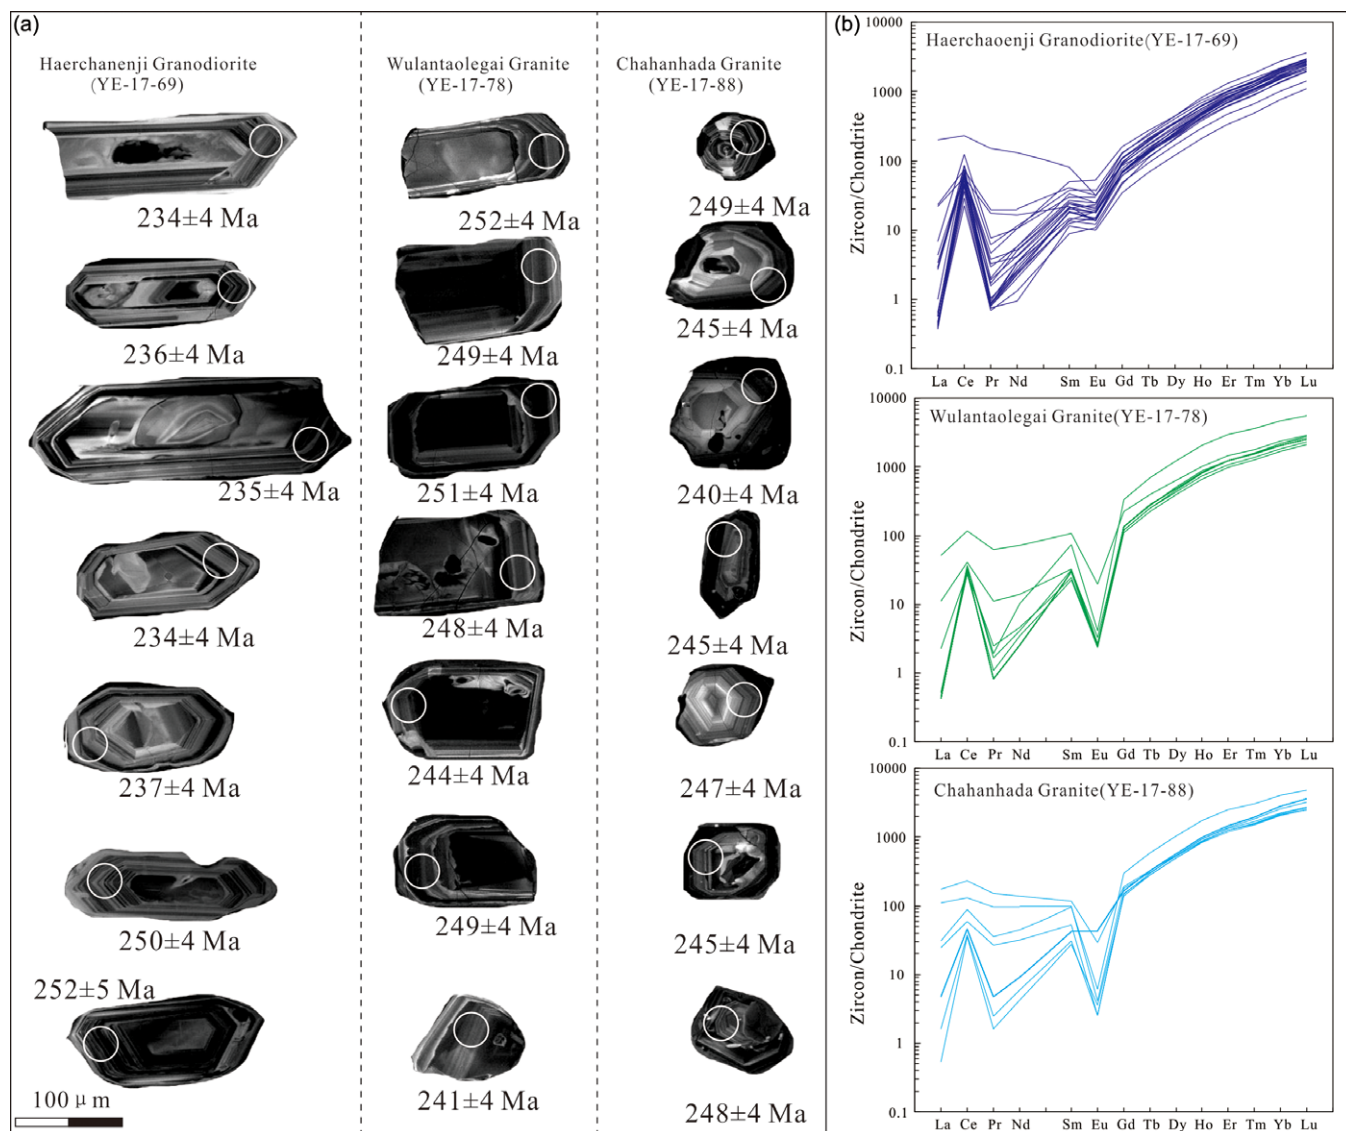 (a)
Haerchanenji Granodiorite
(YE-17-69)
234±4 Ma
236±4 Ma
235±4 Ma
234±4 Ma
237±4 Ma
250±4 Ma
252±5 Ma
100 μm
Wulantaolegai Granite
(YE-17-78)
252±4 Ma
249±4 Ma
251±4 Ma
248±4 Ma
244±4 Ma
249±4 Ma
241±4 Ma
Chahanhada Granite
(YE-17-88)
249±4 Ma
245±4 Ma
240±4 Ma
245±4 Ma
247±4 Ma
245±4 Ma
248±4 Ma
(b)
Haerchaoenji Granodiorite(YE-17-69)
Zircon/Chondrite
10000
1000
100
10
1
0.1
La Ce Pr Nd Sm Eu Gd Tb Dy Ho Er Tm Yb Lu
Wulantaolegai Granite(YE-17-78)
Zircon/Chondrite
10000
1000
100
10
1
0.1
La Ce Pr Nd Sm Eu Gd Tb Dy Ho Er Tm Yb Lu
Chahanhada Granite(YE-17-88)
Zircon/Chondrite
10000
1000
100
10
1
0.1
La Ce Pr Nd Sm Eu Gd Tb Dy Ho Er Tm Yb Lu